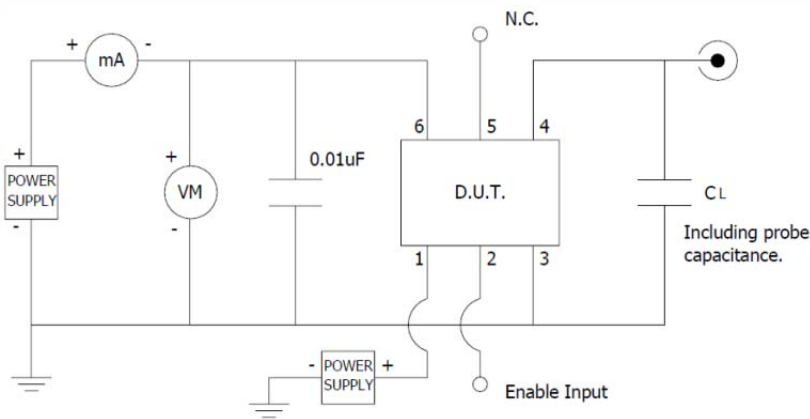 N.C.
+ mA -
6 5 4
0.01uF
+
POWER
SUPPLY
-
+
VM
-
D.U.T.
CL
Including probe
capacitance.
1 2 3
- POWER +
SUPPLY
Enable Input